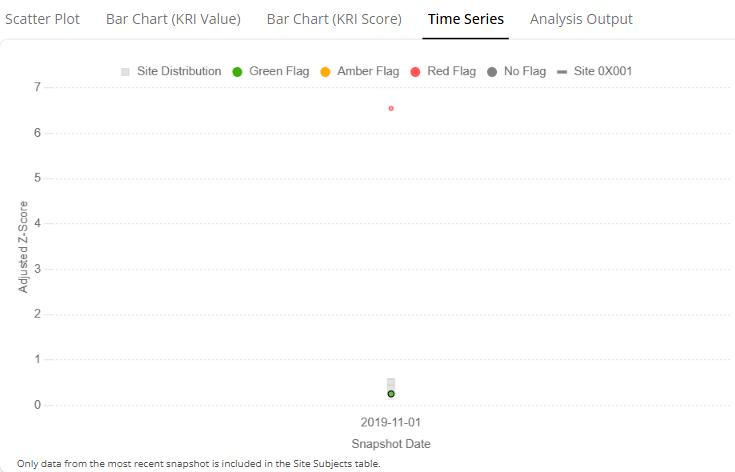 Scatter Plot Bar Chart (KRI Value) Bar Chart (KRI Score) Time Series Analysis Output
Site Distribution Green Flag Amber Flag Red Flag No Flag Site 0X001
7
6
5
4
3
2
1
0
Adjusted Z-Score
2019-11-01
Snapshot Date
Only data from the most recent snapshot is included in the Site Subjects table.